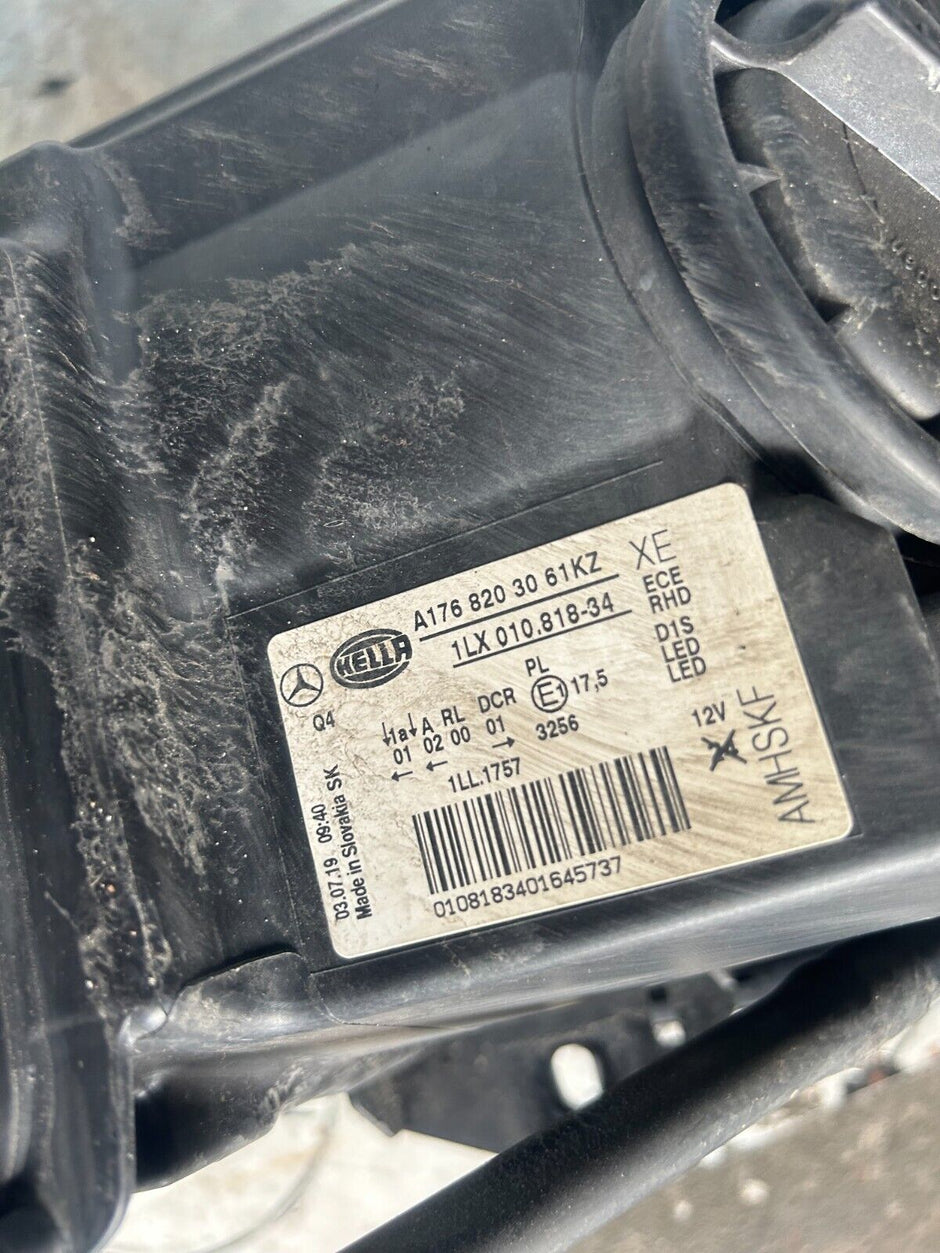 A176 820 30 61KZ
XE
HELLA
1LX 010.818-34
ECE
RHD
Q4
PL
D1S
LED
LED
↓1a↓ A RL DCR E1 17,5
01 02 00 01 3256
← ← →
12V
1LL.1757
AMHSKF
03.07.19 09:40
Made in Slovakia SK
0108183401645737